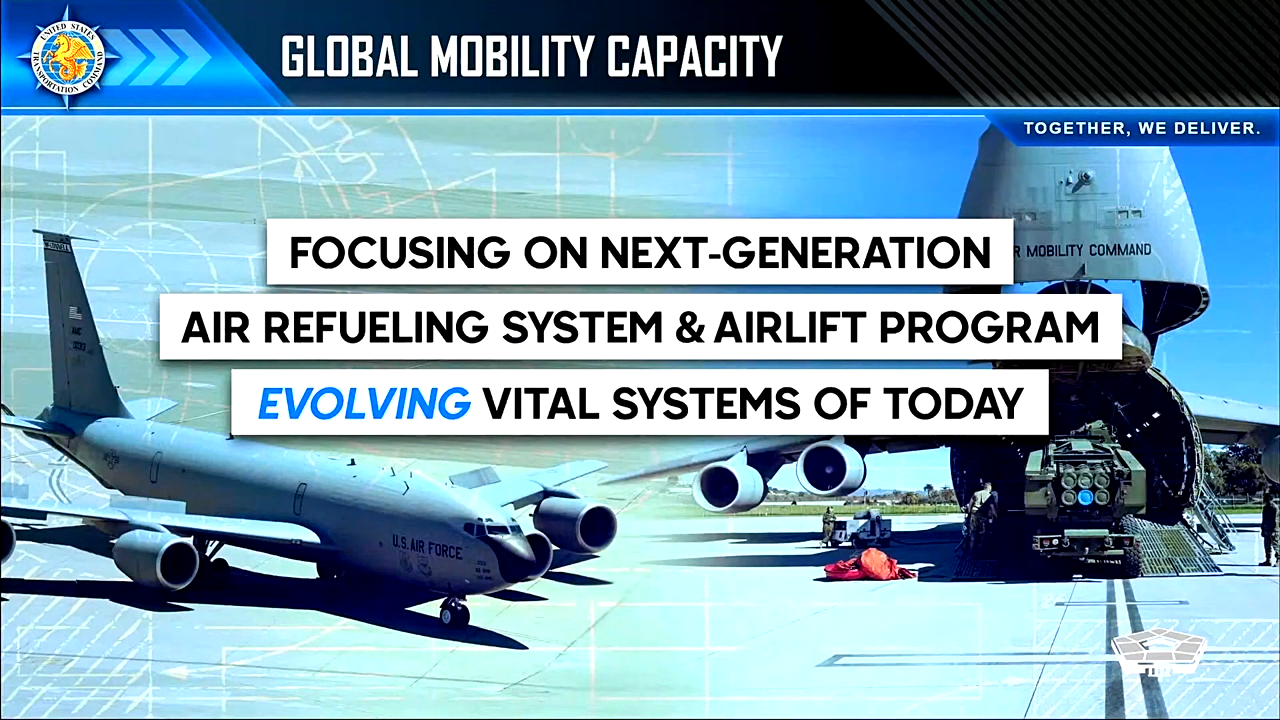 UNITED STATES
TRANSPORTATION COMMAND
GLOBAL MOBILITY CAPACITY
TOGETHER, WE DELIVER.
FOCUSING ON NEXT-GENERATION
MOBILITY COMMAND
AIR REFUELING SYSTEM & AIRLIFT PROGRAM
EVOLVING VITAL SYSTEMS OF TODAY
U.S. AIR FORCE